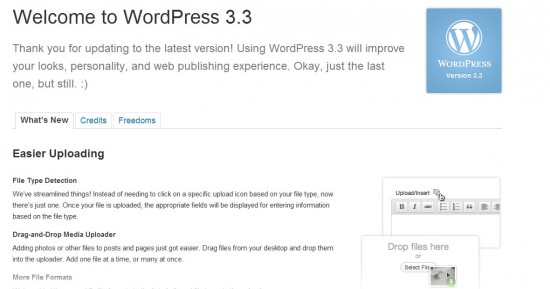 Welcome to WordPress 3.3
Thank you for updating to the latest version! Using WordPress 3.3 will improve
your looks, personality, and web publishing experience. Okay, just the last
one, but still. :)
WORDPRESS
Version 3.3
What's New
Credits
Freedoms
Easier Uploading
File Type Detection
We've streamlined things! Instead of needing to click on a specific upload icon based on your file type, now
there's just one. Once your file is uploaded, the appropriate fields will be displayed for entering information
based on the file type.
Upload/Insert
B I ABC
Drag-and-Drop Media Uploader
Adding photos or other files to posts and pages just got easier. Drag files from your desktop and drop them
into the uploader. Add one file at a time, or many at once.
Drop files here
or
Select File
More File Formats